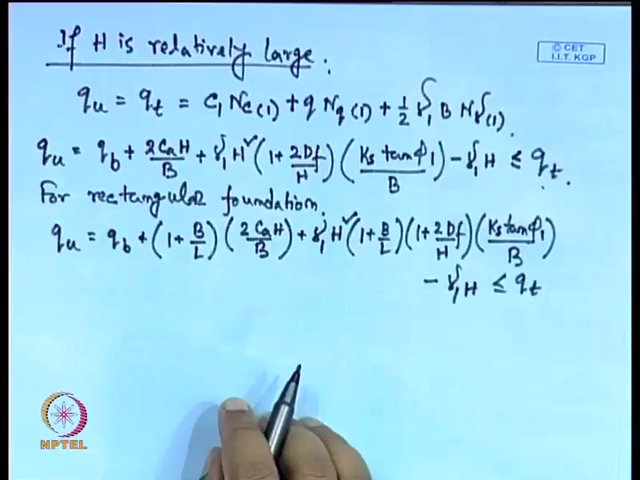 If H is relatively large:
© CET
I.I.T. KGP
qu = qt = C1 Nc(1) + q Nq(1) + 1/2 γ1 B Nγ(1).
qu = qb + 2CaH/B + γ1 H² (1 + 2Df/H) (Ks tanφ1/B) − γ1 H ≤ qt.
For rectangular foundation.
qu = qb + (1 + B/L) (2CaH/B) + γ1 H² (1 + B/L) (1 + 2Df/H) (Ks tanφ1/B)
− γ1 H ≤ qt
NPTEL